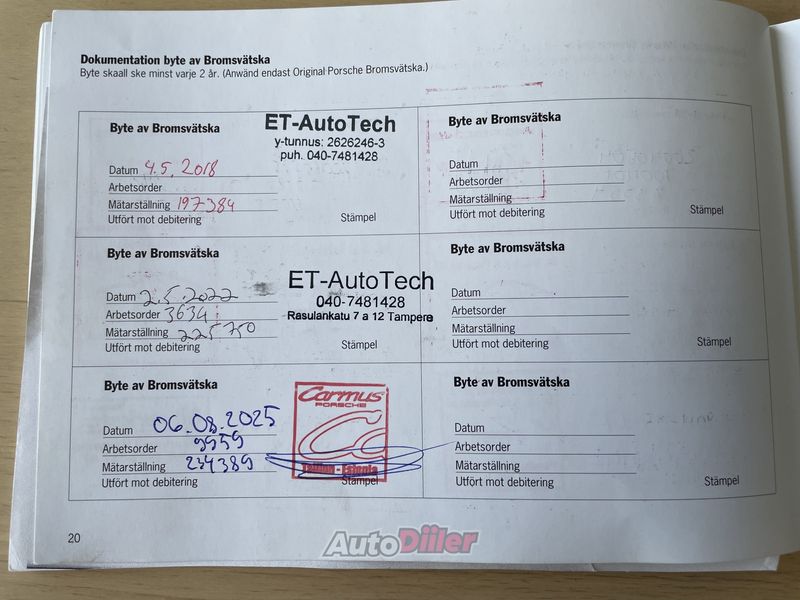 Dokumentation byte av Bromsvätska
Byte skaall ske minst varje 2 år. (Använd endast Original Porsche Bromsvätska.)
Byte av Bromsvätska
ET-AutoTech
y-tunnus: 2626246-3
puh. 040-7481428
Datum 4.5.2018
Arbetsorder
Mätarställning 197384
Utfört mot debitering
Stämpel
Byte av Bromsvätska
Datum
Arbetsorder
Mätarställning
Utfört mot debitering
Stämpel
Byte av Bromsvätska
ET-AutoTech
040-7481428
Rasulankatu 7 a 12 Tampere
Datum 2.5.2022
Arbetsorder 3634
Mätarställning 225750
Utfört mot debitering
Stämpel
Byte av Bromsvätska
Datum
Arbetsorder
Mätarställning
Utfört mot debitering
Stämpel
Byte av Bromsvätska
Carmus
PORSCHE
Datum 06.08.2025
Arbetsorder 9959
Mätarställning 234389
Utfört mot debitering
Stämpel
Byte av Bromsvätska
Datum
Arbetsorder
Mätarställning
Utfört mot debitering
Stämpel
20
AutoDiiler